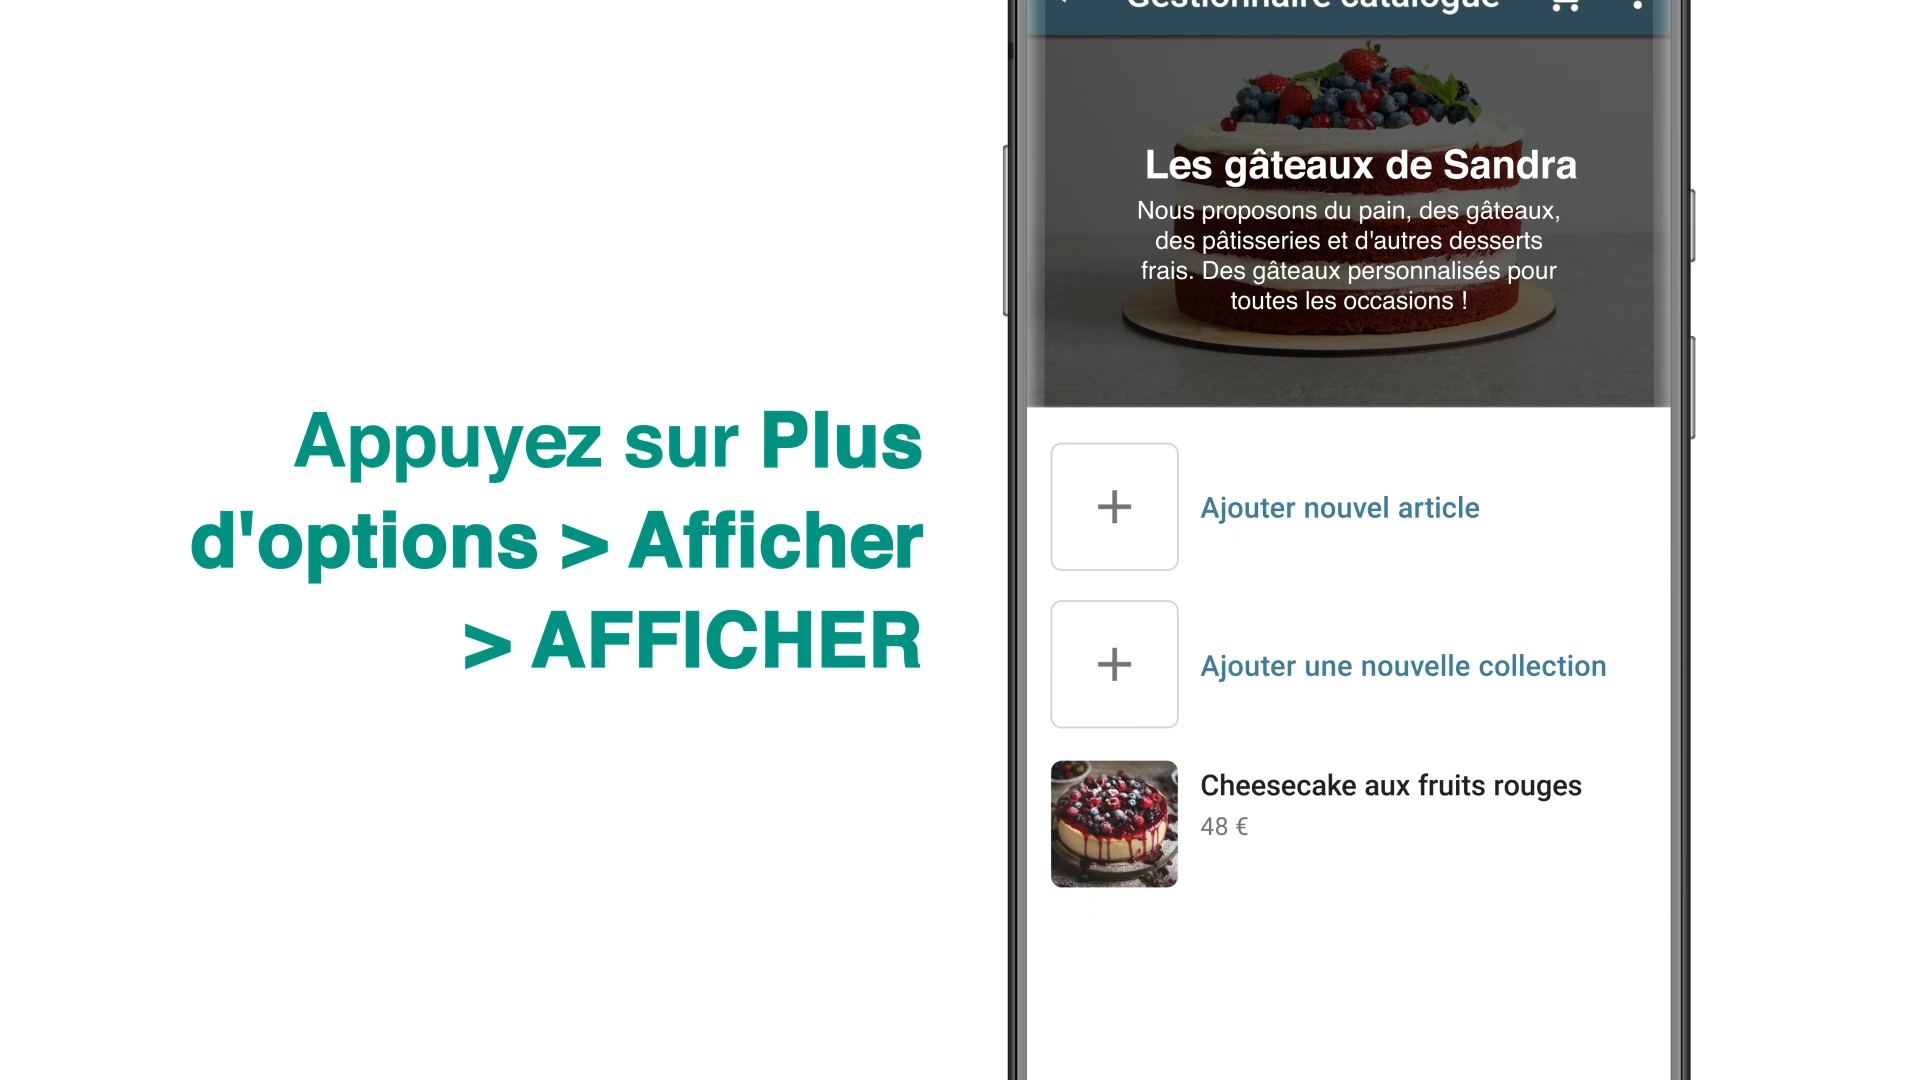 Gestionnaire catalogue
Les gâteaux de Sandra
Nous proposons du pain, des gâteaux,
des pâtisseries et d'autres desserts
frais. Des gâteaux personnalisés pour
toutes les occasions !
Appuyez sur Plus
d'options > Afficher
> AFFICHER
Ajouter nouvel article
Ajouter une nouvelle collection
Cheesecake aux fruits rouges
48 €